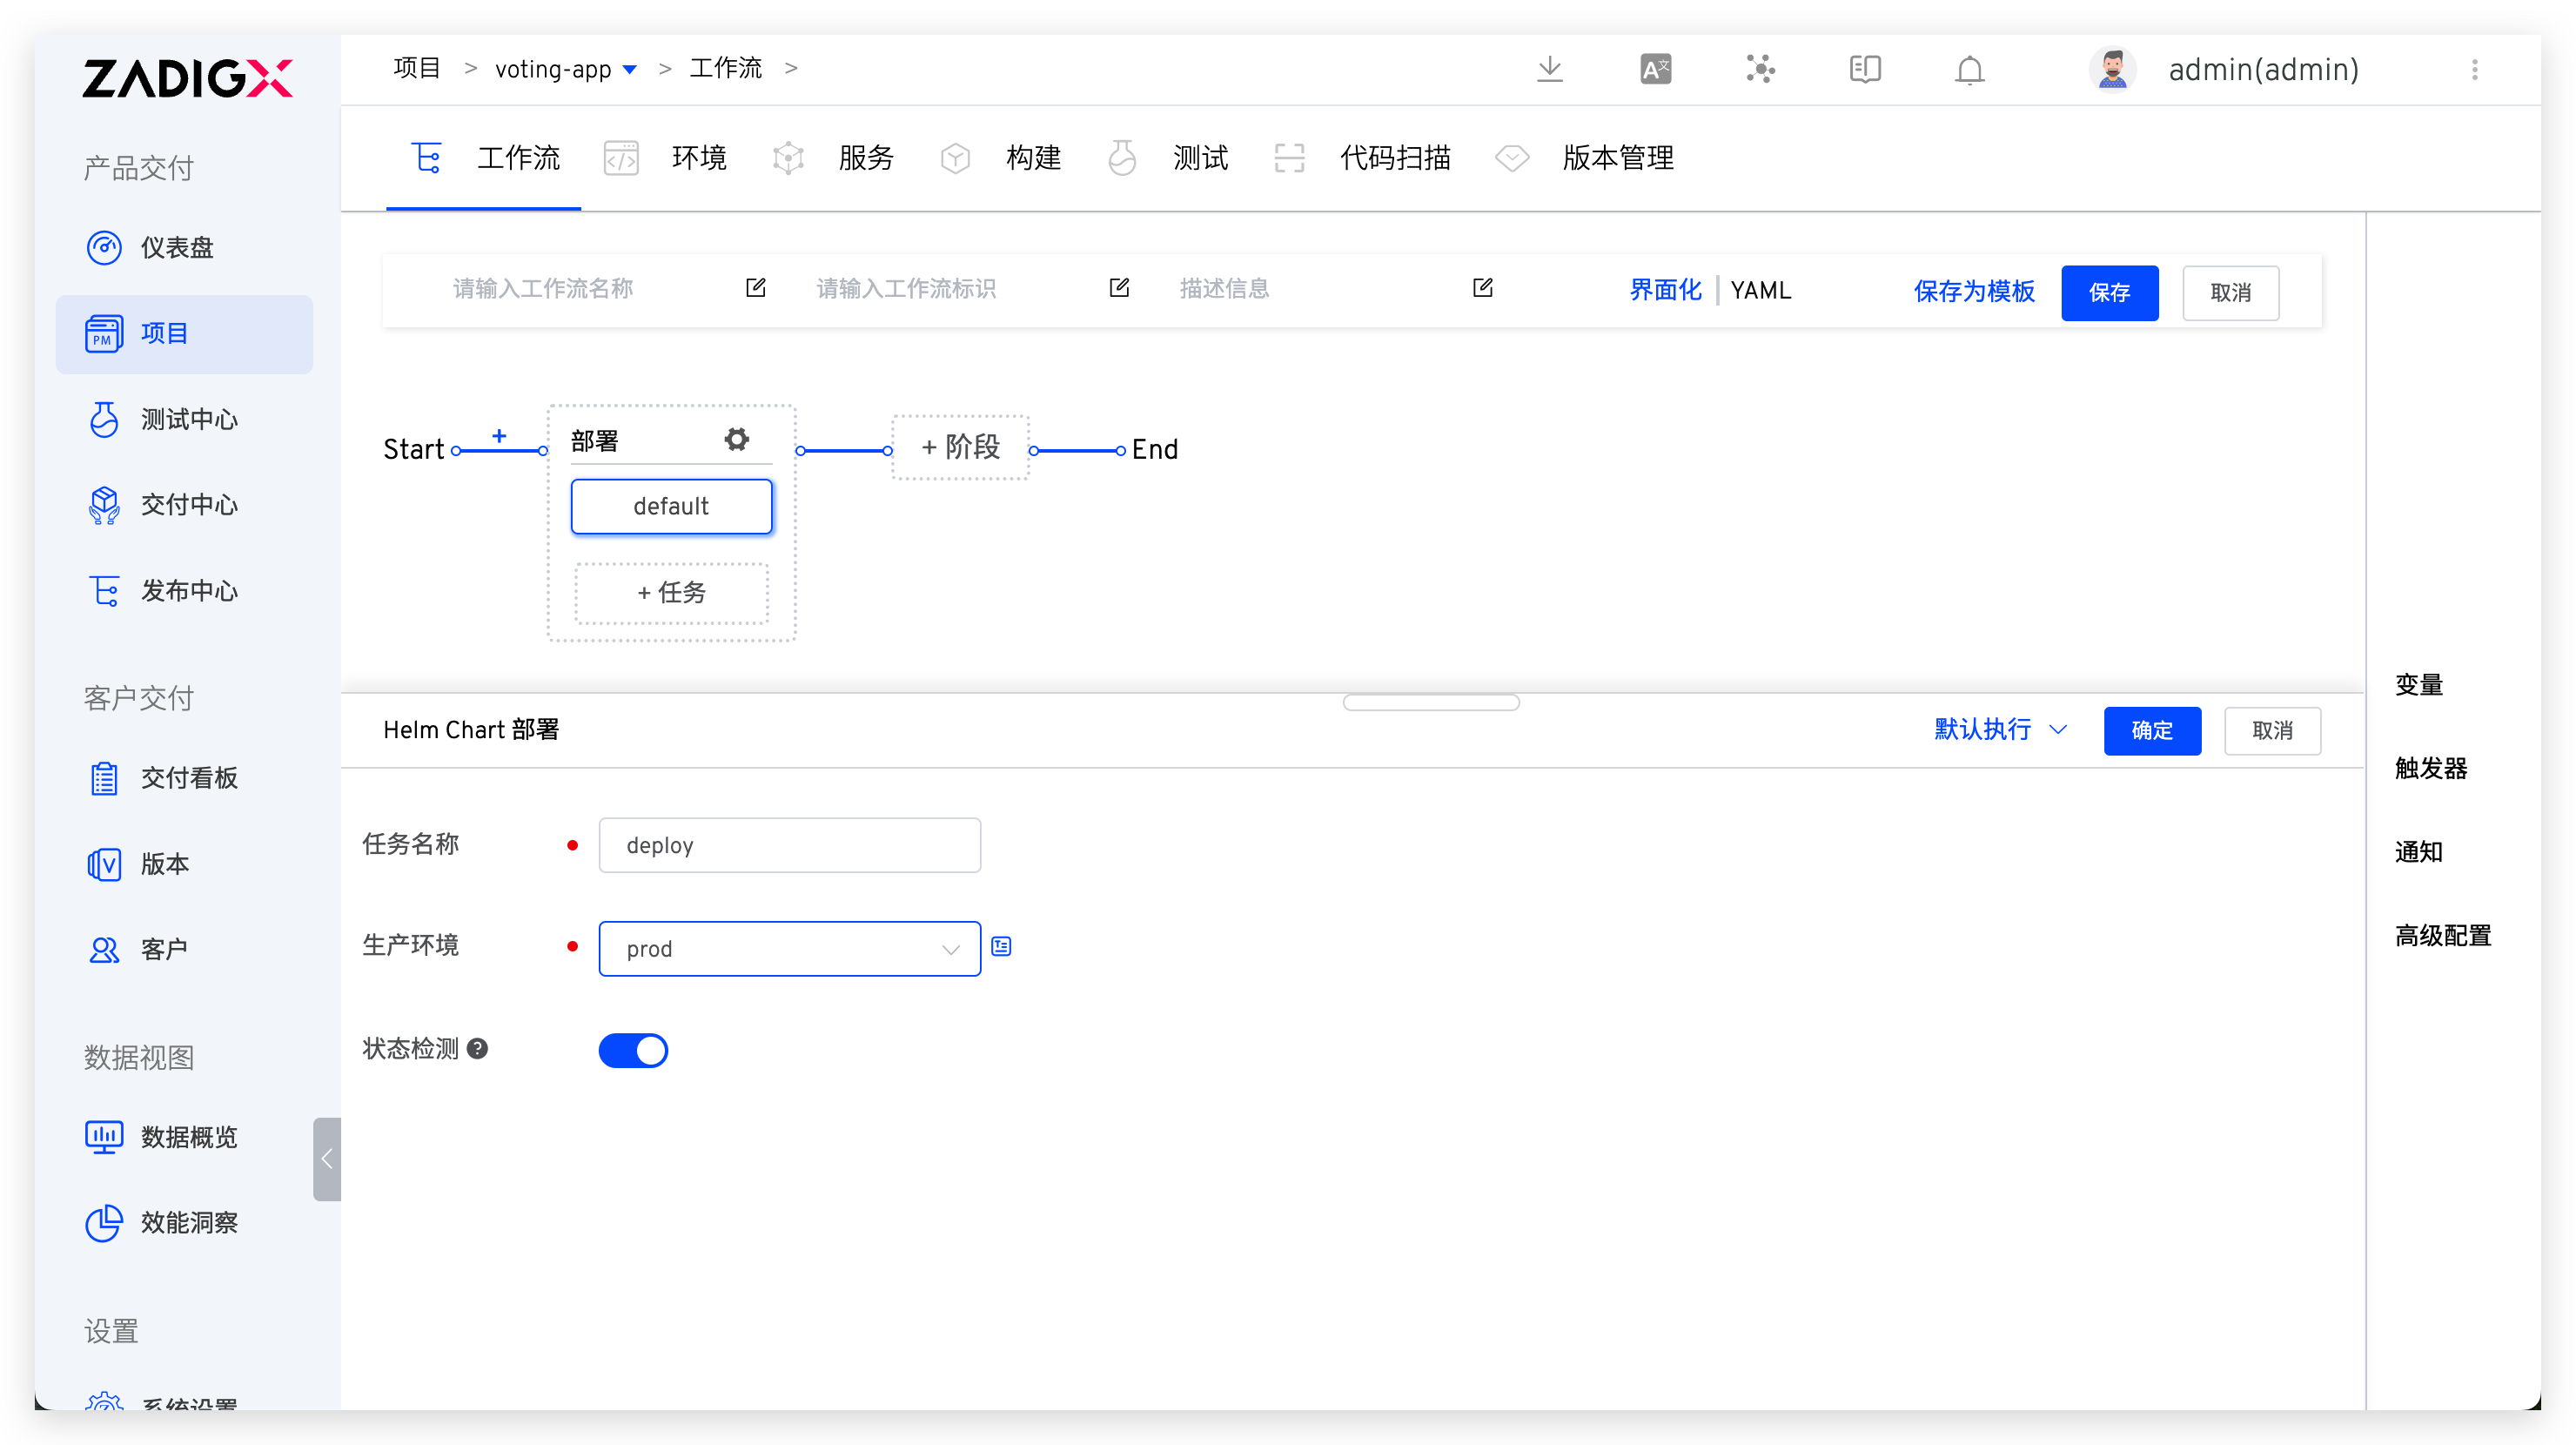 ZADIGX
产品交付
仪表盘
PM
项目
测试中心
交付中心
发布中心
客户交付
交付看板
V
版本
客户
数据视图
数据概览
效能洞察
设置
系统设置
项目 > voting-app > 工作流 >
A文
admin(admin)
工作流
</> 环境
服务
构建
测试
代码扫描
版本管理
请输入工作流名称
请输入工作流标识
描述信息
界面化 | YAML
保存为模板
保存
取消
Start
+
部署
default
+ 任务
+ 阶段
End
Helm Chart 部署
默认执行
确定
取消
任务名称
deploy
生产环境
prod
状态检测 ?
变量
触发器
通知
高级配置